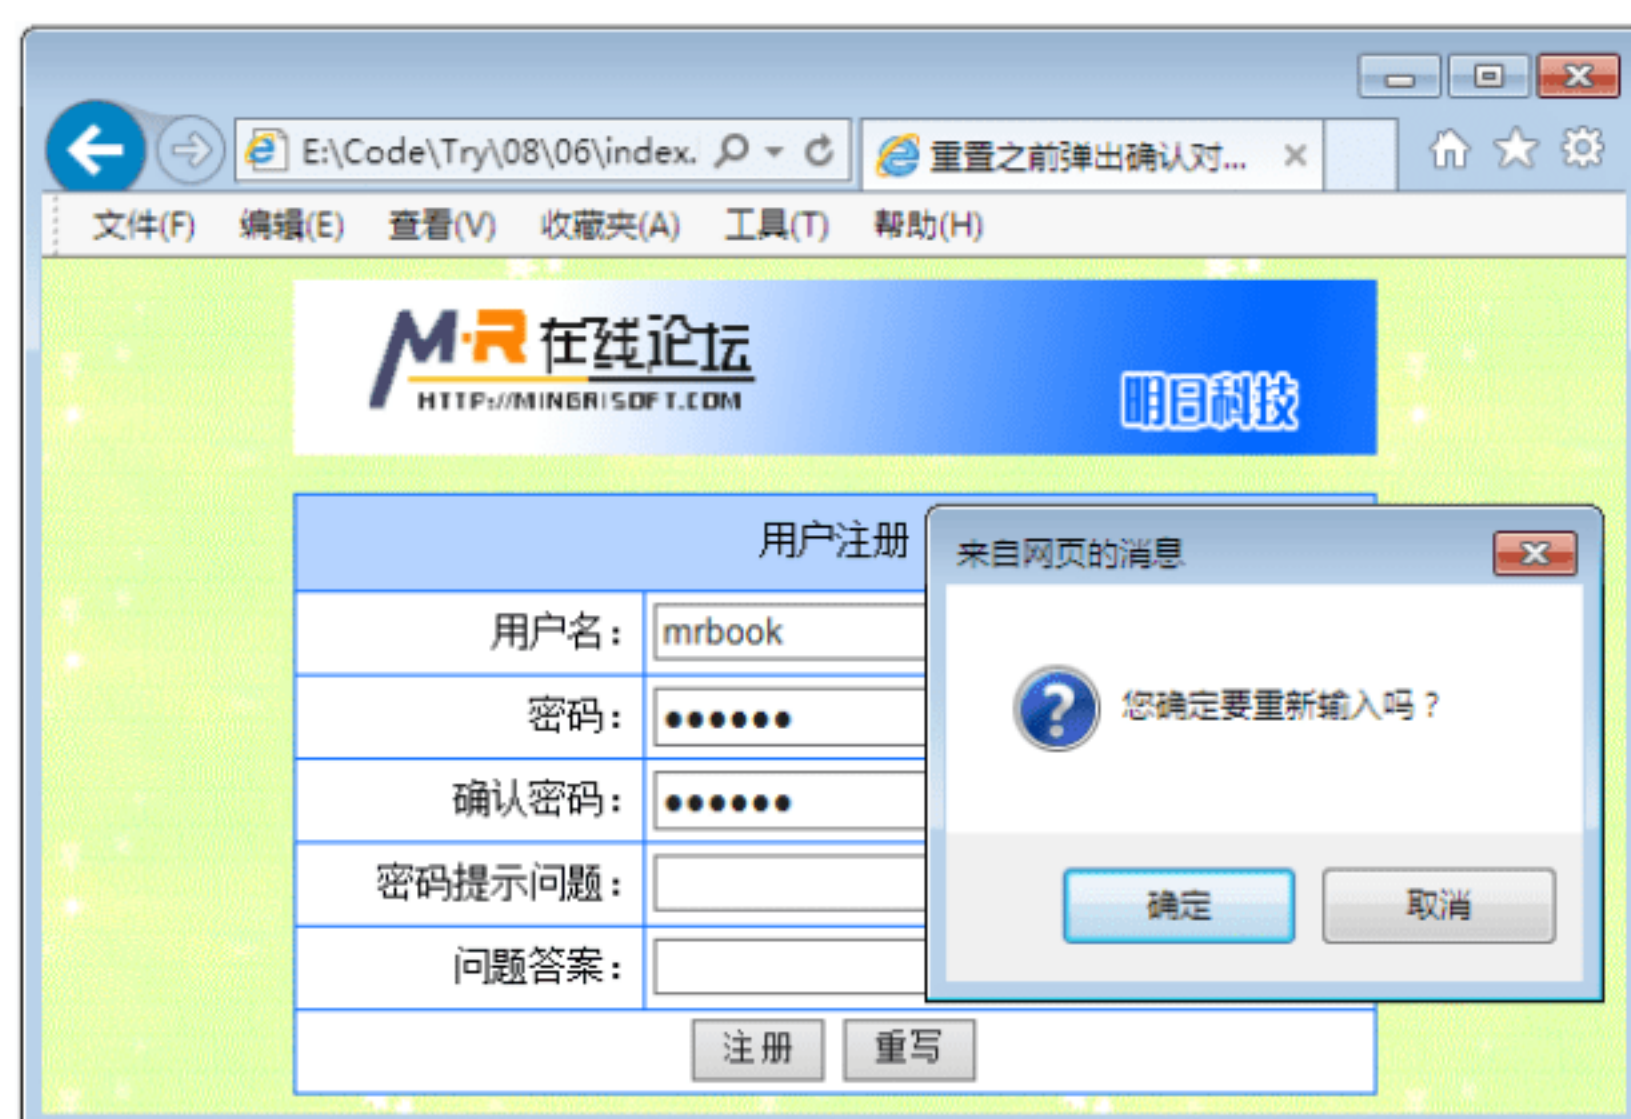 E:\Code\Try\08\06\index.
重置之前弹出确认对...
文件(F) 编辑(E) 查看(V) 收藏夹(A) 工具(T) 帮助(H)
M·R 在线论坛
HTTP://MINGRISOFT.COM
明日科技
用户注册
来自网页的消息
用户名： mrbook
您确定要重新输入吗？
密码： ●●●●●●
确认密码： ●●●●●●
密码提示问题：
确定 取消
问题答案：
注册 重写